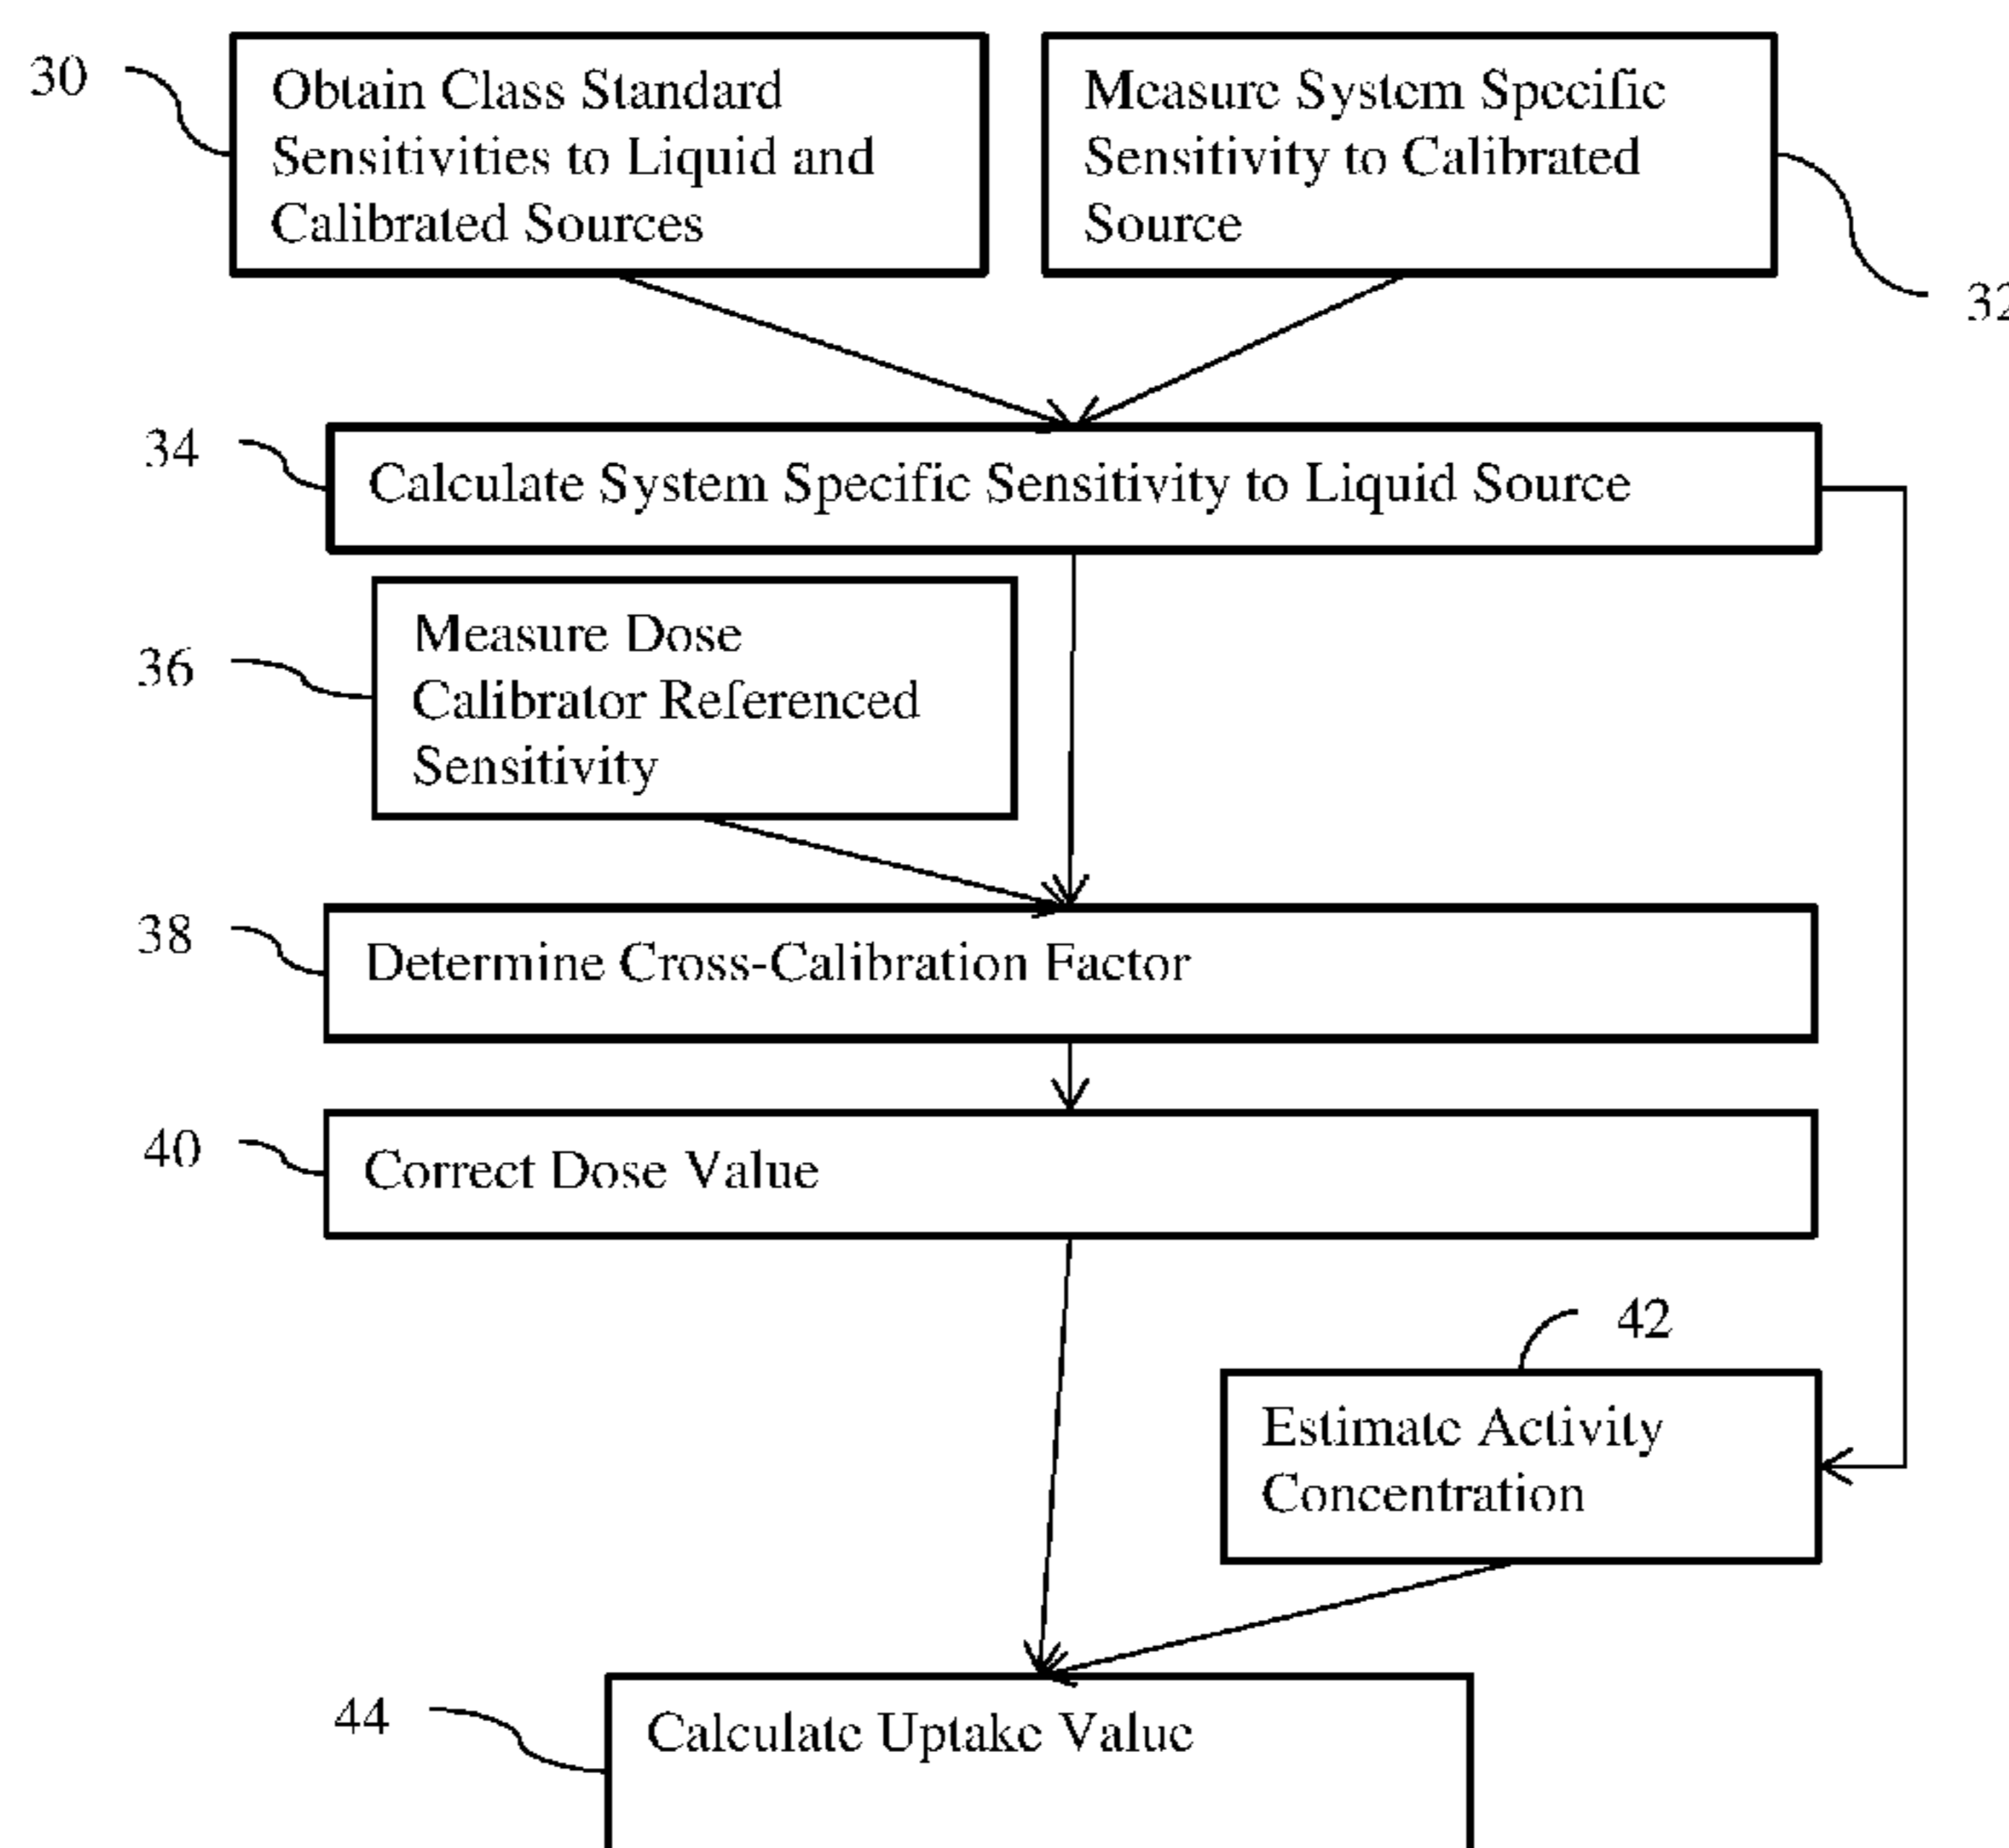 30
Obtain Class Standard
Sensitivities to Liquid and
Calibrated Sources
Measure System Specific
Sensitivity to Calibrated
Source
32
34
Calculate System Specific Sensitivity to Liquid Source
36
Measure Dose
Calibrator Referenced
Sensitivity
38
Determine Cross-Calibration Factor
40
Correct Dose Value
42
Estimate Activity
Concentration
44
Calculate Uptake Value